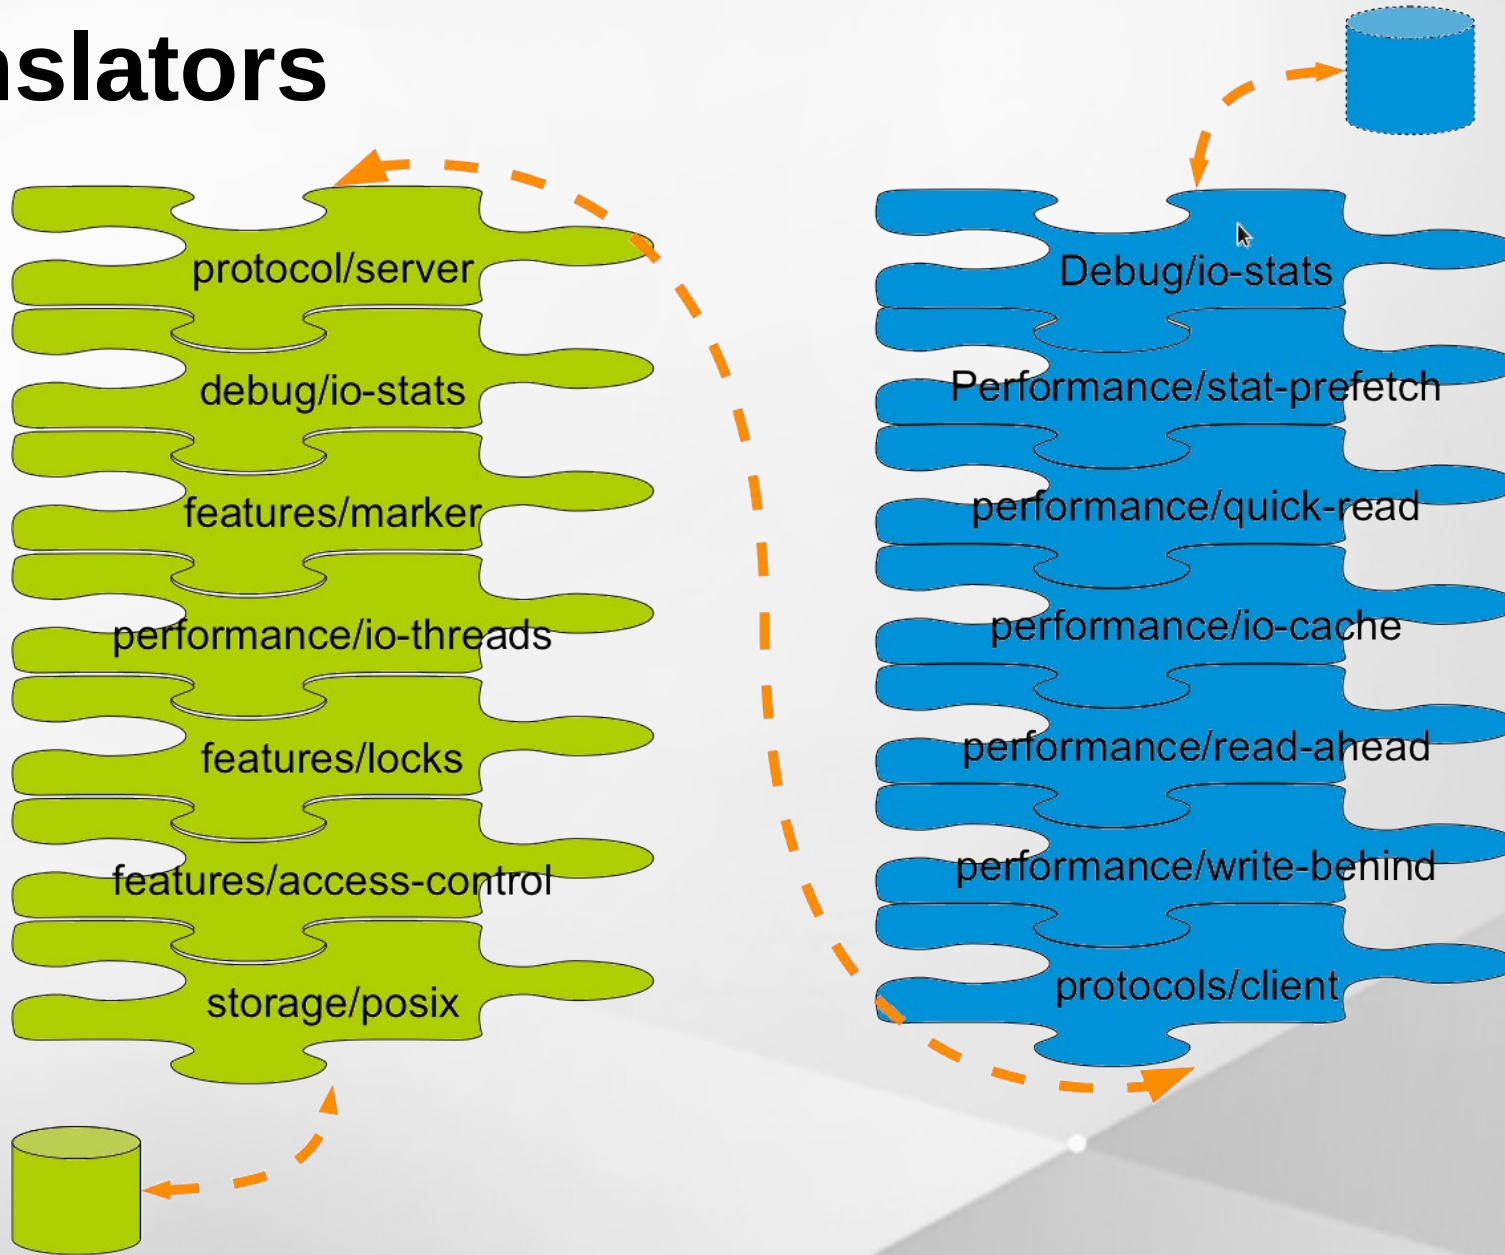 nslators
protocol/server
debug/io-stats
features/marker
performance/io-threads
features/locks
features/access-control
storage/posix
Debug/io-stats
Performance/stat-prefetch
performance/quick-read
performance/io-cache
performance/read-ahead
performance/write-behind
protocols/client